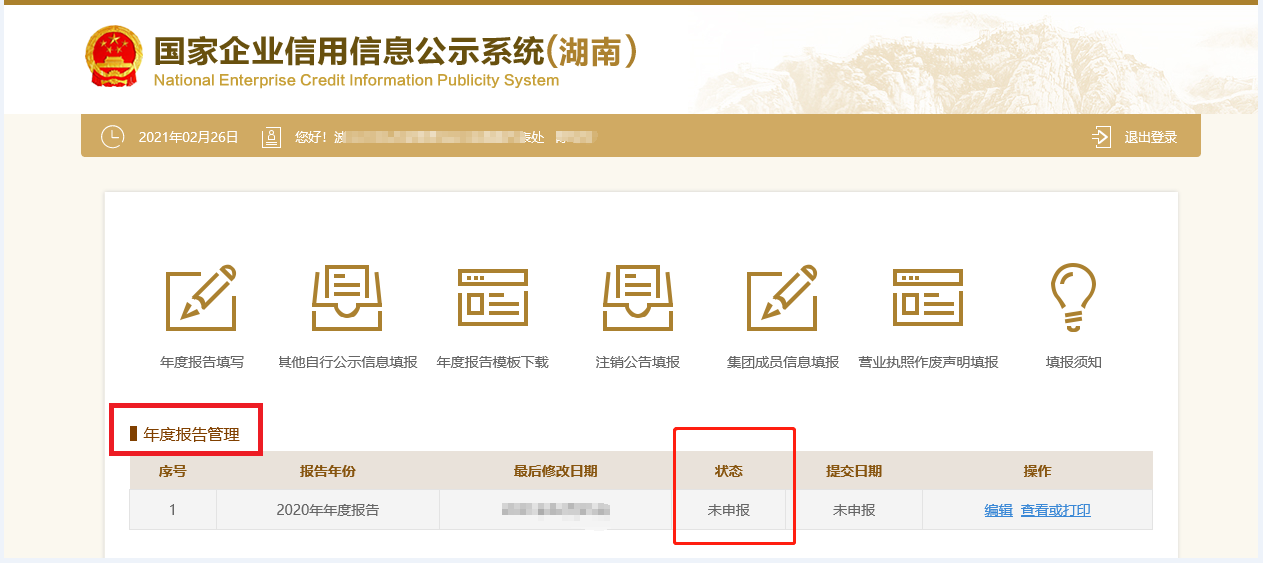 国家企业信用信息公示系统(湖南)
National Enterprise Credit Information Publicity System
2021年02月26日 您好! 表处 退出登录
年度报告填写 其他自行公示信息填报 年度报告模板下载 注销公告填报 集团成员信息填报 营业执照作废声明填报 填报须知
年度报告管理
序号 报告年份 最后修改日期 状态 提交日期 操作
1 2020年年度报告 未申报 未申报 编辑 查看或打印